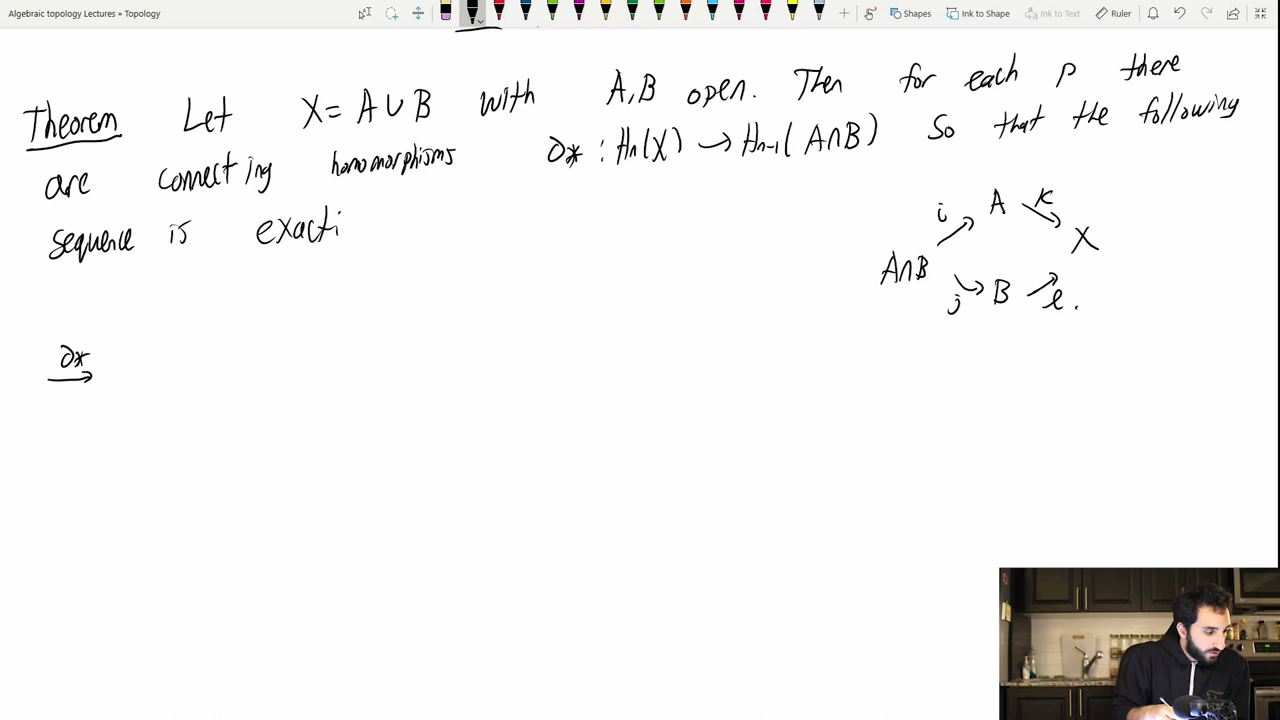 Algebraic topology Lectures » Topology
Shapes Ink to Shape Ink to Text Ruler
Theorem Let X = A ∪ B with A, B open. Then for each p there
are connecting homomorphisms ∂* : Hn(X) → Hn-1(A∩B) so that the following
sequence is exact:
i A k
A∩B X
j B l.
∂*